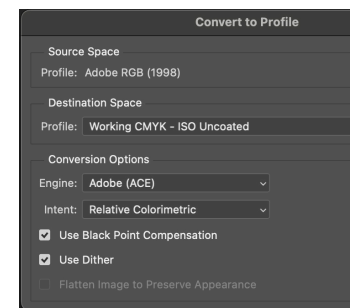 Convert to Profile
Source Space
Profile: Adobe RGB (1998)
Destination Space
Profile: Working CMYK - ISO Uncoated
Conversion Options
Engine: Adobe (ACE)
Intent: Relative Colorimetric
Use Black Point Compensation
Use Dither
Flatten Image to Preserve Appearance